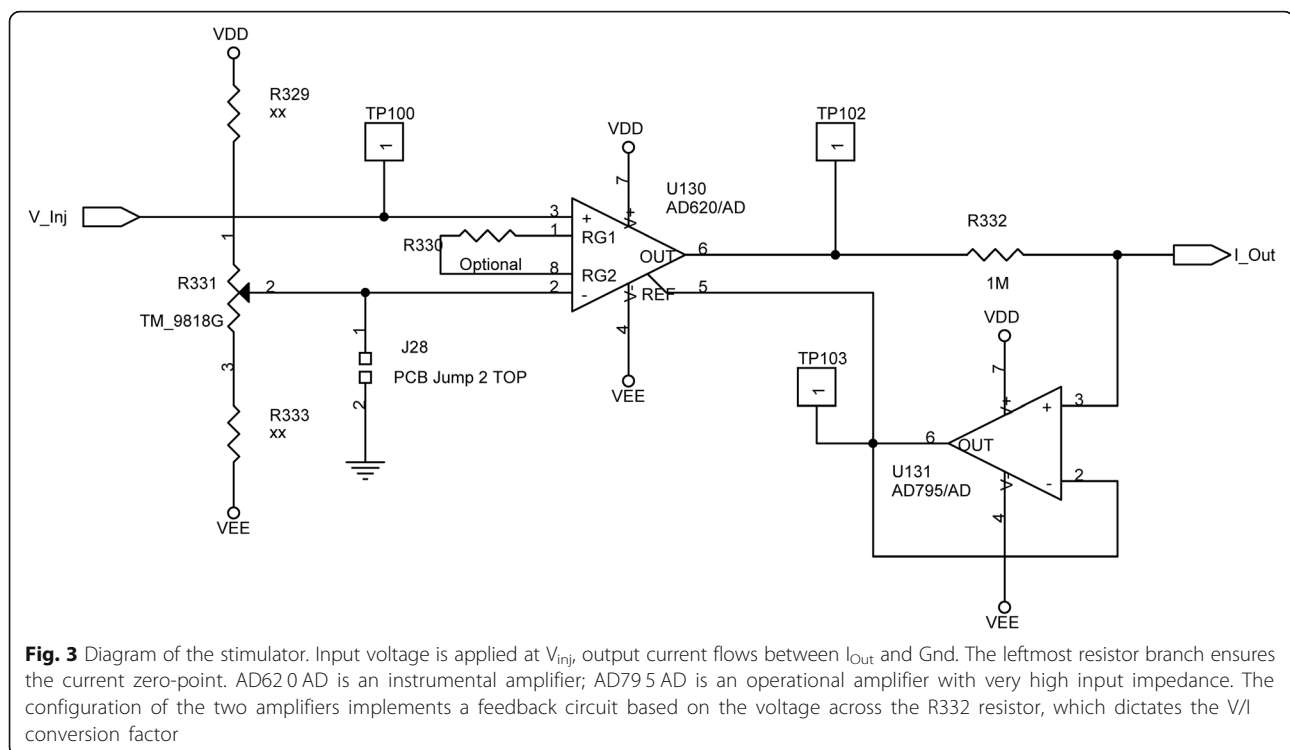 VDD
R329
xx
TP100
1
TP102
1
VDD
7
U130
AD620/AD
V_Inj
3
+
V+
R332
1
RG1
R330
OUT
6
I_Out
1
Optional
8
RG2
1M
R331
2
2
-
V-
REF
5
TM_9818G
VDD
1
J28
4
TP103
7
3
PCB Jump 2 TOP
1
V+
3
+
2
VEE
R333
xx
6
OUT
U131
AD795/AD
V-
-
2
4
VEE
VEE
Fig. 3 Diagram of the stimulator. Input voltage is applied at Vinj, output current flows between IOut and Gnd. The leftmost resistor branch ensures
the current zero-point. AD62 0 AD is an instrumental amplifier; AD79 5 AD is an operational amplifier with very high input impedance. The
configuration of the two amplifiers implements a feedback circuit based on the voltage across the R332 resistor, which dictates the V/I
conversion factor